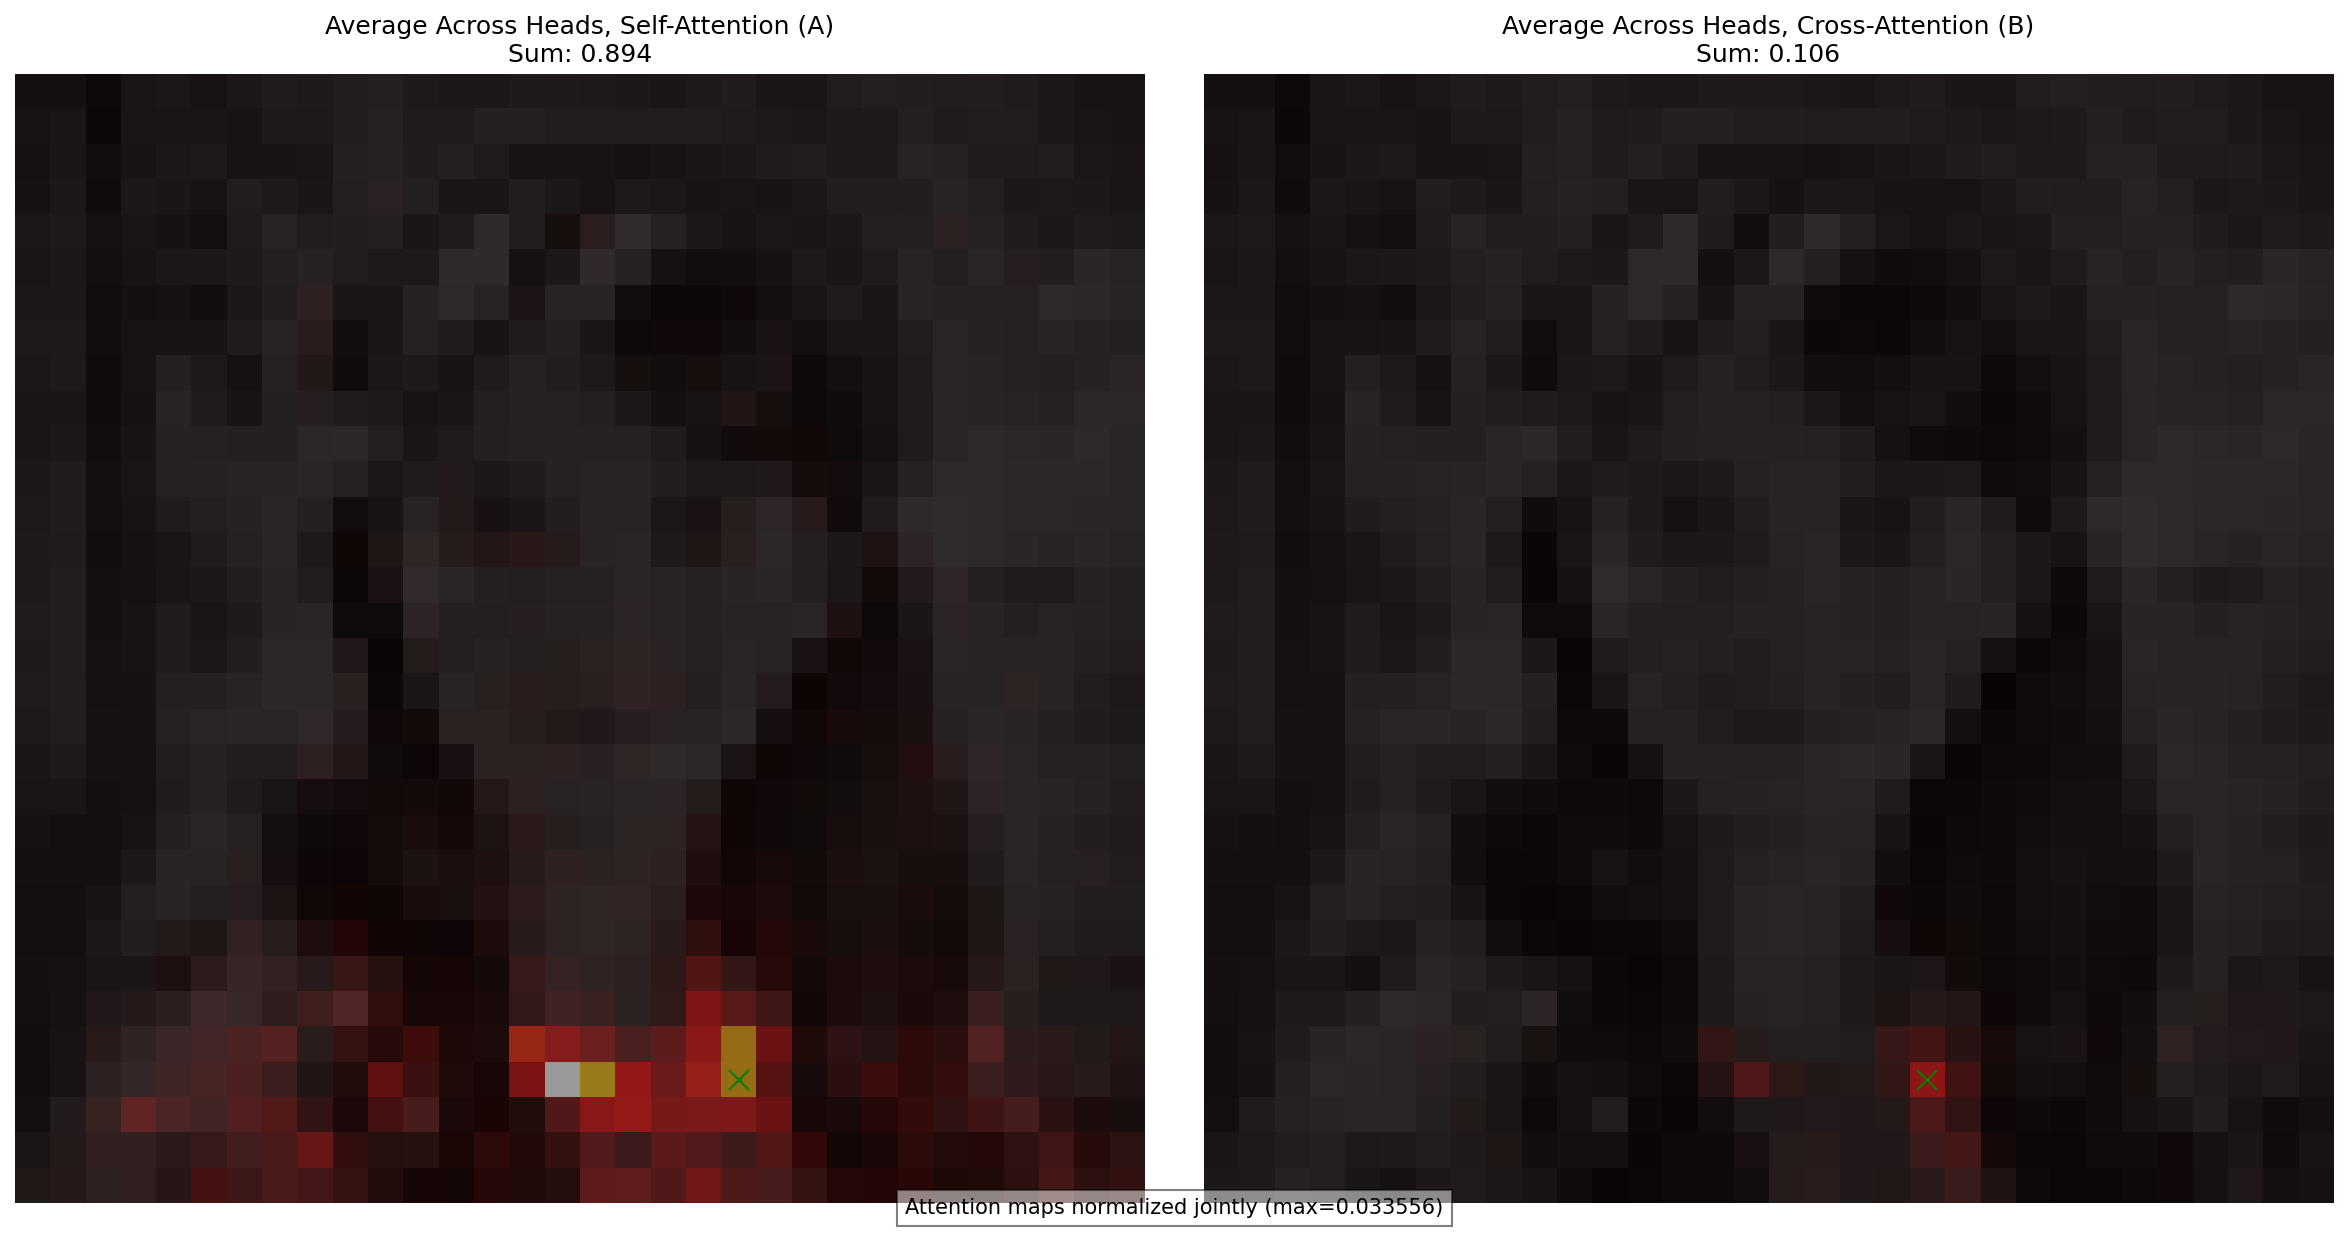 Average Across Heads, Self-Attention (A)
Sum: 0.894
Average Across Heads, Cross-Attention (B)
Sum: 0.106
Attention maps normalized jointly (max=0.033556)